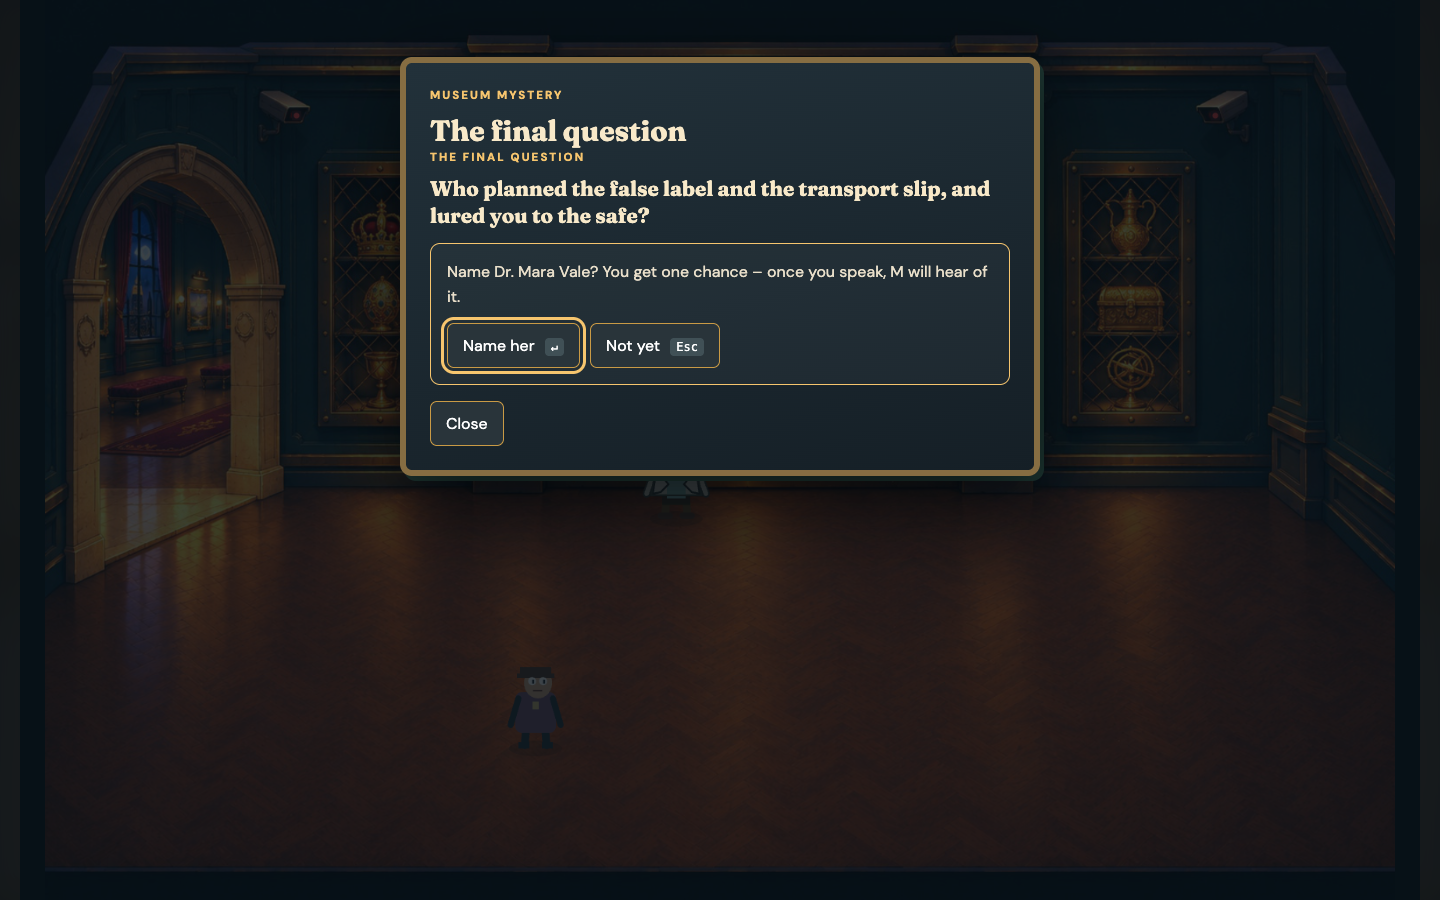 MUSEUM MYSTERY
The final question
THE FINAL QUESTION
Who planned the false label and the transport slip, and
lured you to the safe?
Name Dr. Mara Vale? You get one chance – once you speak, M will hear of
it.
Name her ↵ Not yet Esc
Close